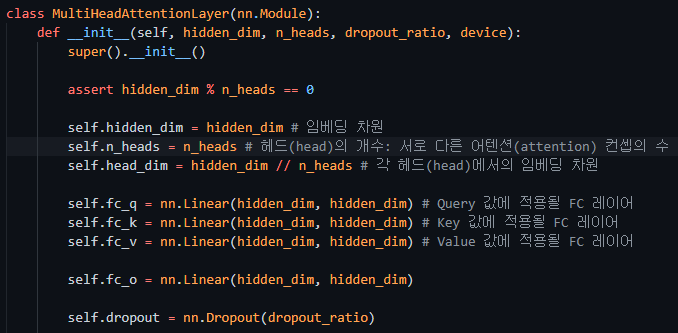 class MultiHeadAttentionLayer(nn.Module):
def __init__(self, hidden_dim, n_heads, dropout_ratio, device):
super().__init__()
assert hidden_dim % n_heads == 0
self.hidden_dim = hidden_dim # 임베딩 차원
self.n_heads = n_heads # 헤드(head)의 개수: 서로 다른 어텐션(attention) 컨셉의 수
self.head_dim = hidden_dim // n_heads # 각 헤드(head)에서의 임베딩 차원
self.fc_q = nn.Linear(hidden_dim, hidden_dim) # Query 값에 적용될 FC 레이어
self.fc_k = nn.Linear(hidden_dim, hidden_dim) # Key 값에 적용될 FC 레이어
self.fc_v = nn.Linear(hidden_dim, hidden_dim) # Value 값에 적용될 FC 레이어
self.fc_o = nn.Linear(hidden_dim, hidden_dim)
self.dropout = nn.Dropout(dropout_ratio)